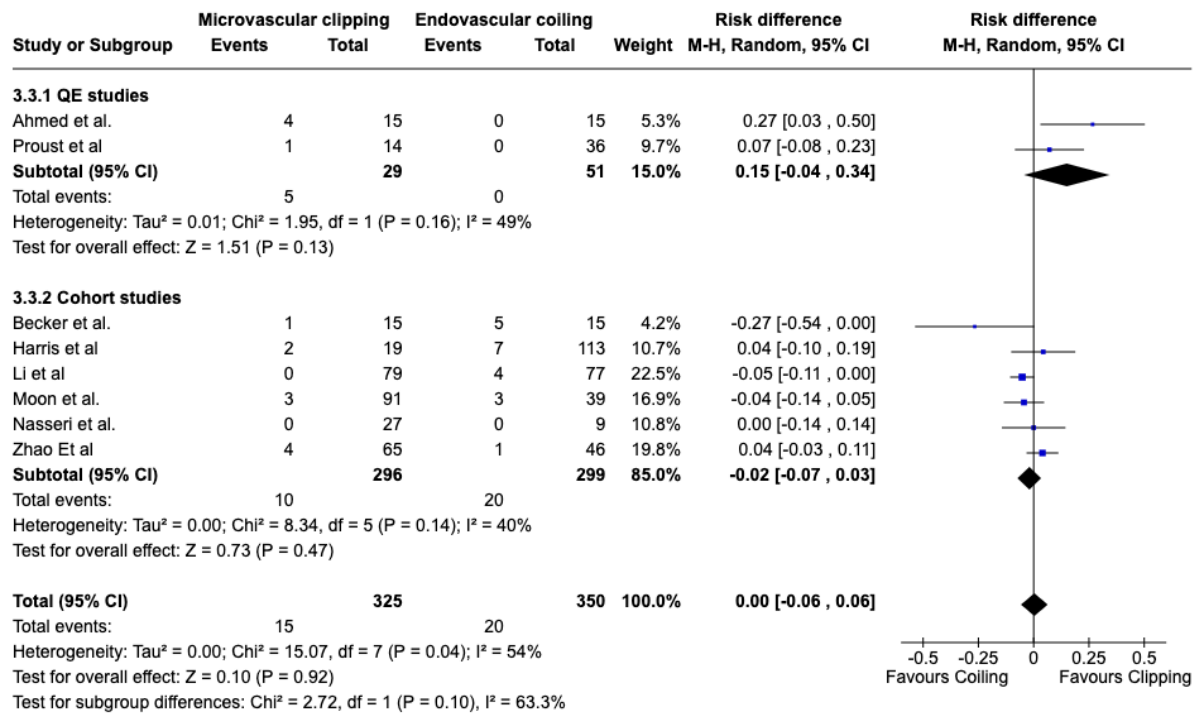 Microvascular clipping Endovascular coiling Risk difference Risk difference
Study or Subgroup Events Total Events Total Weight M-H, Random, 95% CI M-H, Random, 95% CI
3.3.1 QE studies
Ahmed et al. 4 15 0 15 5.3% 0.27 [0.03 , 0.50]
Proust et al 1 14 0 36 9.7% 0.07 [-0.08 , 0.23]
Subtotal (95% CI) 29 51 15.0% 0.15 [-0.04 , 0.34]
Total events: 5 0
Heterogeneity: Tau² = 0.01; Chi² = 1.95, df = 1 (P = 0.16); I² = 49%
Test for overall effect: Z = 1.51 (P = 0.13)
3.3.2 Cohort studies
Becker et al. 1 15 5 15 4.2% -0.27 [-0.54 , 0.00]
Harris et al 2 19 7 113 10.7% 0.04 [-0.10 , 0.19]
Li et al 0 79 4 77 22.5% -0.05 [-0.11 , 0.00]
Moon et al. 3 91 3 39 16.9% -0.04 [-0.14 , 0.05]
Nasseri et al. 0 27 0 9 10.8% 0.00 [-0.14 , 0.14]
Zhao Et al 4 65 1 46 19.8% 0.04 [-0.03 , 0.11]
Subtotal (95% CI) 296 299 85.0% -0.02 [-0.07 , 0.03]
Total events: 10 20
Heterogeneity: Tau² = 0.00; Chi² = 8.34, df = 5 (P = 0.14); I² = 40%
Test for overall effect: Z = 0.73 (P = 0.47)
Total (95% CI) 325 350 100.0% 0.00 [-0.06 , 0.06]
Total events: 15 20
Heterogeneity: Tau² = 0.00; Chi² = 15.07, df = 7 (P = 0.04); I² = 54%
Test for overall effect: Z = 0.10 (P = 0.92)
Test for subgroup differences: Chi² = 2.72, df = 1 (P = 0.10), I² = 63.3%
-0.5 -0.25 0 0.25 0.5
Favours Coiling Favours Clipping